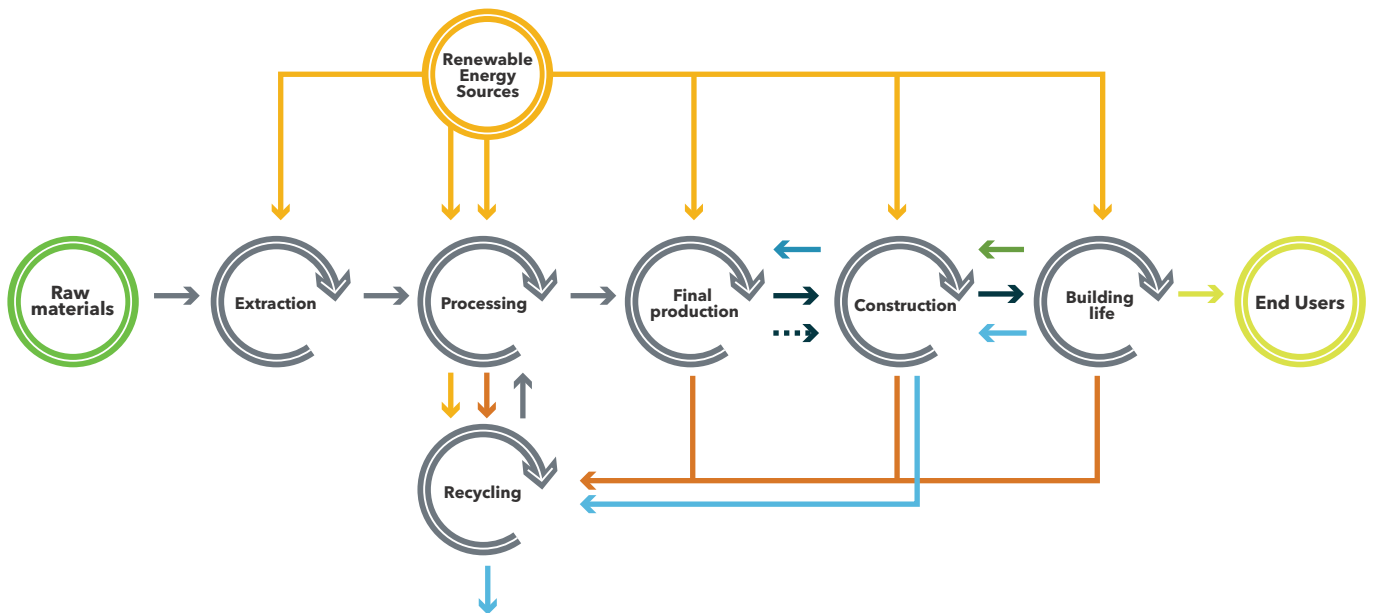 Renewable
Energy
Sources
Raw
materials
Extraction
Processing
Final
production
Construction
Building
life
End Users
Recycling